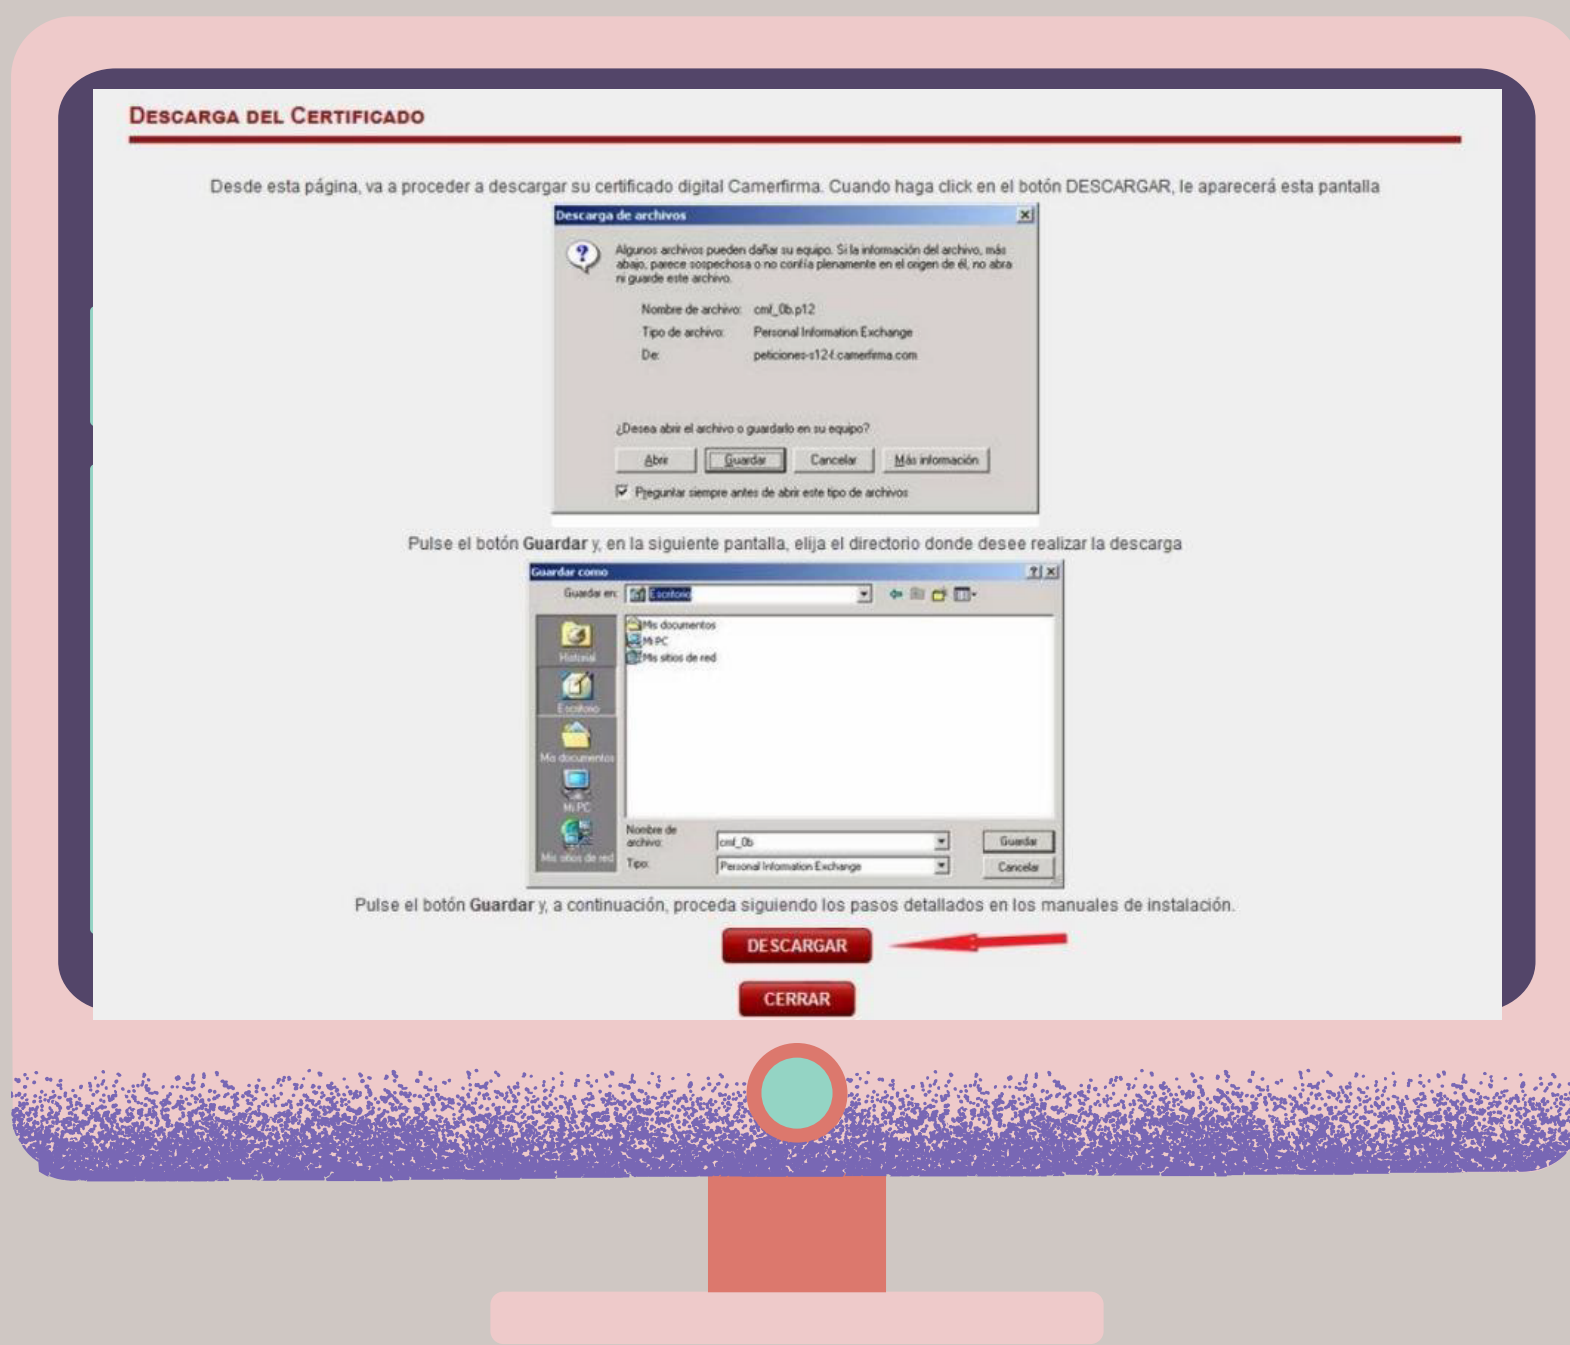 DESCARGA DEL CERTIFICADO
Desde esta página, va a proceder a descargar su certificado digital Camerfirma. Cuando haga click en el botón DESCARGAR, le aparecerá esta pantalla
Descarga de archivos
Algunos archivos pueden dañar su equipo. Si la información del archivo, más
abajo, parece sospechosa o no confía plenamente en el origen de él, no abra
ni guarde este archivo.
Nombre de archivo: cmf_0b.p12
Tipo de archivo: Personal Information Exchange
De: peticiones-s124.camerfirma.com
¿Desea abrir el archivo o guardarlo en su equipo?
Abrir Guardar Cancelar Más información
Preguntar siempre antes de abrir este tipo de archivos
Pulse el botón Guardar y, en la siguiente pantalla, elija el directorio donde desee realizar la descarga
Guardar como
Guardar en: Escritorio
Historial
Escritorio
Mis documentos
Mi PC
Mis sitios de red
Mis documentos
Mi PC
Mis sitios de red
Nombre de
archivo: cmf_0b Guardar
Tipo: Personal Information Exchange Cancelar
Pulse el botón Guardar y, a continuación, proceda siguiendo los pasos detallados en los manuales de instalación.
DESCARGAR
CERRAR